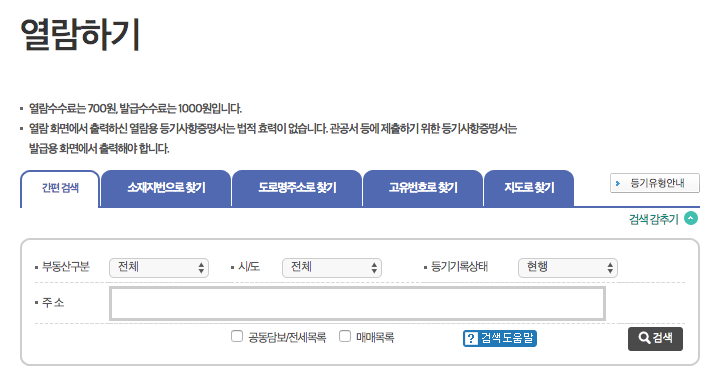 열람하기
열람수수료는 700원, 발급수수료는 1000원입니다.
열람 화면에서 출력하신 열람용 등기사항증명서는 법적 효력이 없습니다. 관공서 등에 제출하기 위한 등기사항증명서는
발급용 화면에서 출력해야 합니다.
간편 검색 소재지번으로 찾기 도로명주소로 찾기 고유번호로 찾기 지도로 찾기 등기유형안내
검색 감추기
부동산구분 전체 시/도 전체 등기기록상태 현행
주 소
공동담보/전세목록 매매목록 ? 검색 도움말 검색